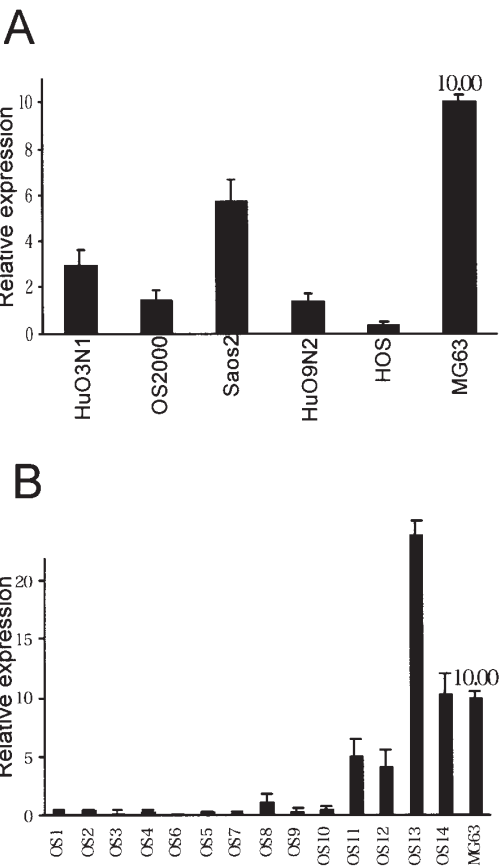 A
10.00
10
8
6
4
2
0
Relative expression
HuO3N1
OS2000
Saos2
HuO9N2
HOS
MG63
B
20
15
10
5
0
Relative expression
10.00
OS1
OS2
OS3
OS4
OS6
OS5
OS7
OS8
OS9
OS10
OS11
OS12
OS13
OS14
MG63